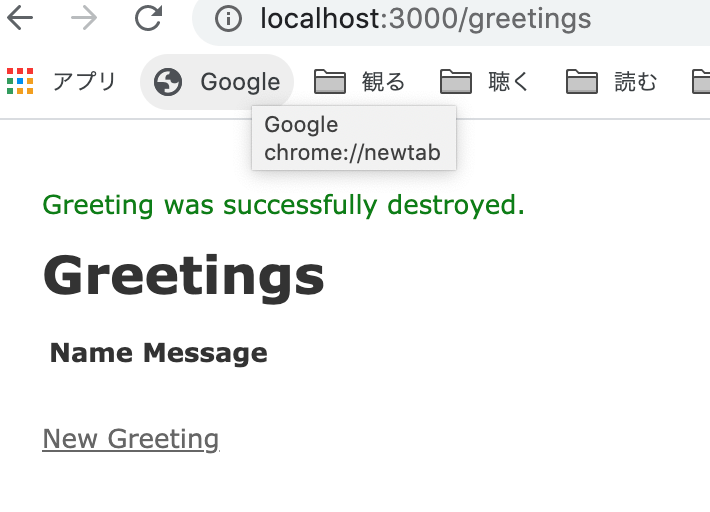 localhost:3000/greetings
アプリ Google 観る 聴く 読む
Google
chrome://newtab
Greeting was successfully destroyed.
Greetings
Name Message
New Greeting